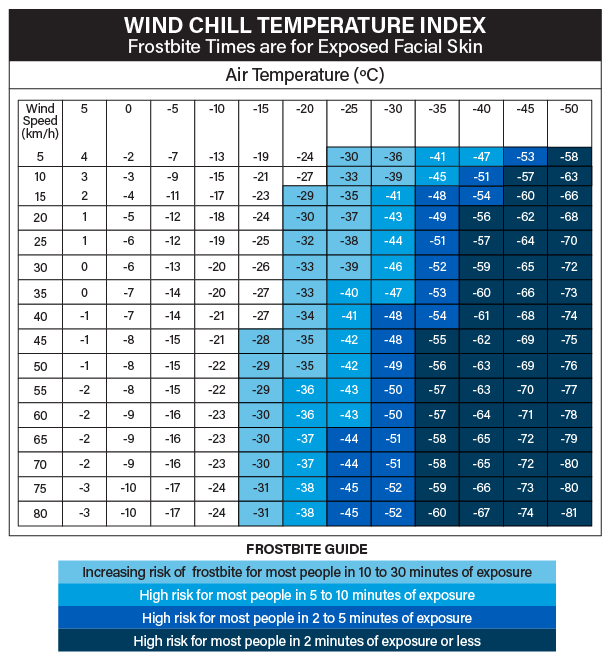 WIND CHILL TEMPERATURE INDEX
Frostbite Times are for Exposed Facial Skin
Air Temperature (ºC)
Wind Speed (km/h) 5 0 -5 -10 -15 -20 -25 -30 -35 -40 -45 -50
5 4 -2 -7 -13 -19 -24 -30 -36 -41 -47 -53 -58
10 3 -3 -9 -15 -21 -27 -33 -39 -45 -51 -57 -63
15 2 -4 -11 -17 -23 -29 -35 -41 -48 -54 -60 -66
20 1 -5 -12 -18 -24 -30 -37 -43 -49 -56 -62 -68
25 1 -6 -12 -19 -25 -32 -38 -44 -51 -57 -64 -70
30 0 -6 -13 -20 -26 -33 -39 -46 -52 -59 -65 -72
35 0 -7 -14 -20 -27 -33 -40 -47 -53 -60 -66 -73
40 -1 -7 -14 -21 -27 -34 -41 -48 -54 -61 -68 -74
45 -1 -8 -15 -21 -28 -35 -42 -48 -55 -62 -69 -75
50 -1 -8 -15 -22 -29 -35 -42 -49 -56 -63 -69 -76
55 -2 -8 -15 -22 -29 -36 -43 -50 -57 -63 -70 -77
60 -2 -9 -16 -23 -30 -36 -43 -50 -57 -64 -71 -78
65 -2 -9 -16 -23 -30 -37 -44 -51 -58 -65 -72 -79
70 -2 -9 -16 -23 -30 -37 -44 -51 -58 -65 -72 -80
75 -3 -10 -17 -24 -31 -38 -45 -52 -59 -66 -73 -80
80 -3 -10 -17 -24 -31 -38 -45 -52 -60 -67 -74 -81
FROSTBITE GUIDE
Increasing risk of frostbite for most people in 10 to 30 minutes of exposure
High risk for most people in 5 to 10 minutes of exposure
High risk for most people in 2 to 5 minutes of exposure
High risk for most people in 2 minutes of exposure or less